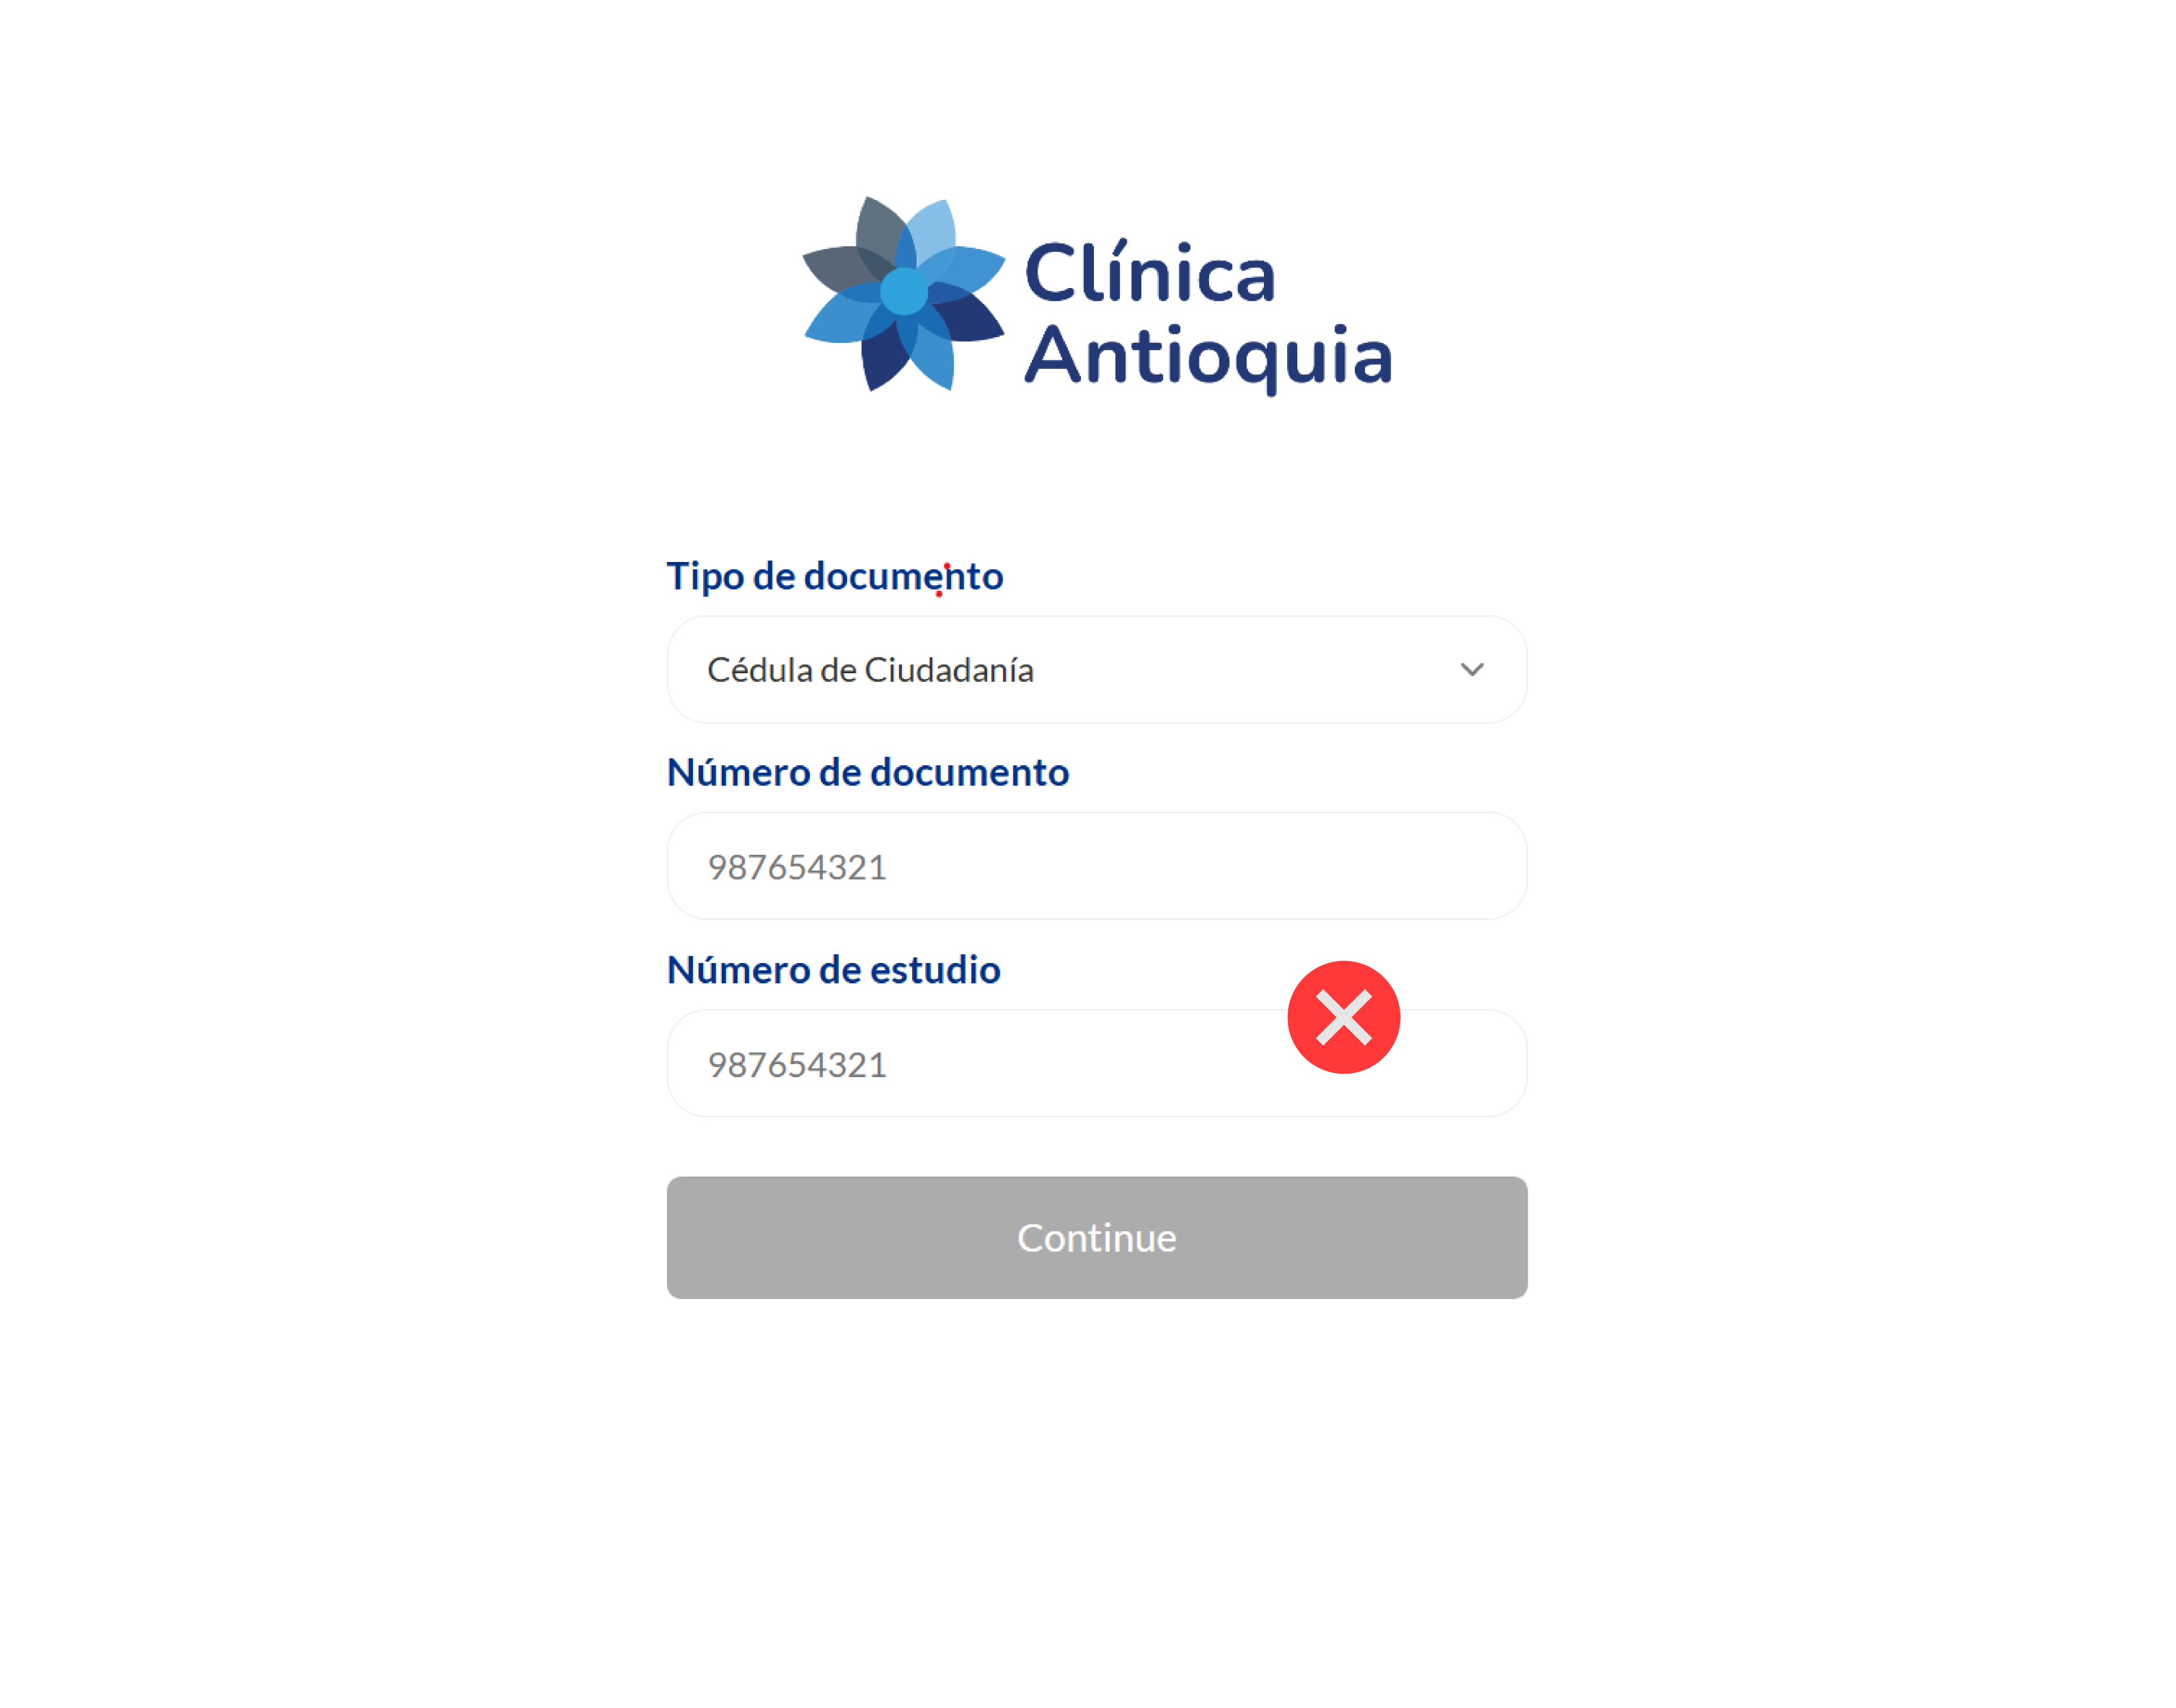 Clínica
Antioquia
Tipo de documento
Cédula de Ciudadanía
Número de documento
987654321
Número de estudio
987654321
Continue